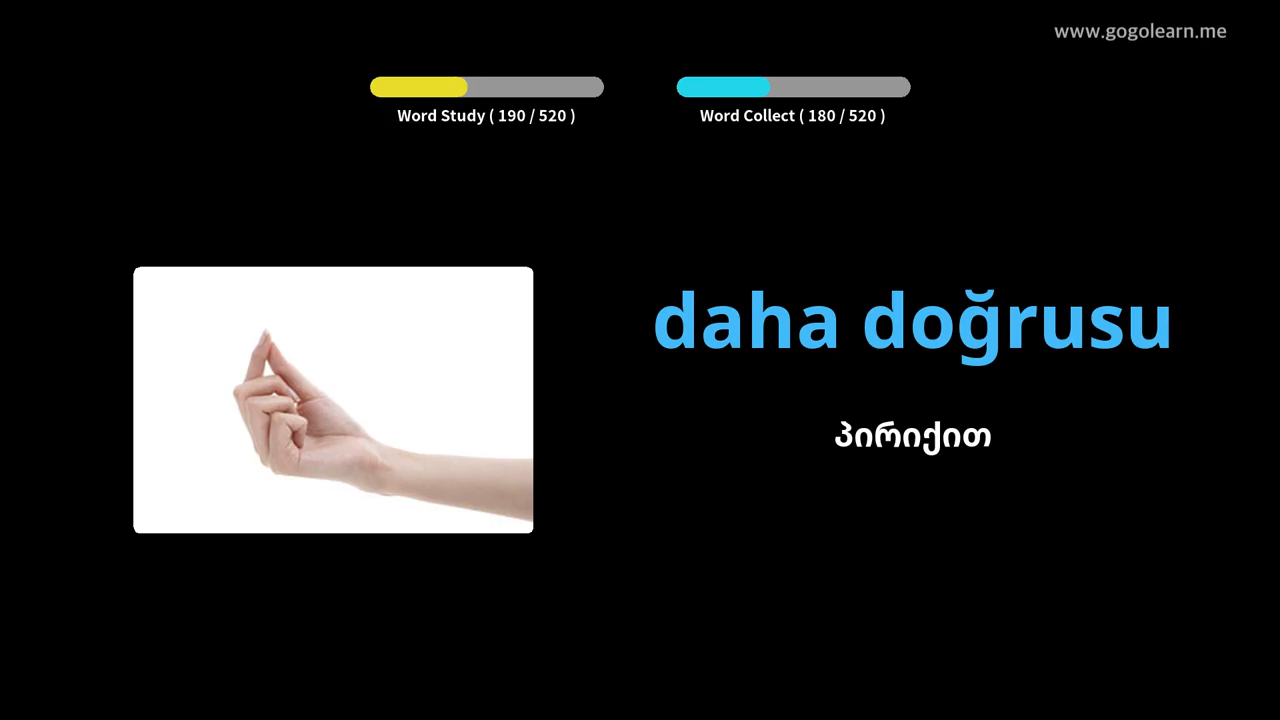 www.gogolearn.me
Word Study ( 190 / 520 )
Word Collect ( 180 / 520 )
daha doğrusu
პირიქით